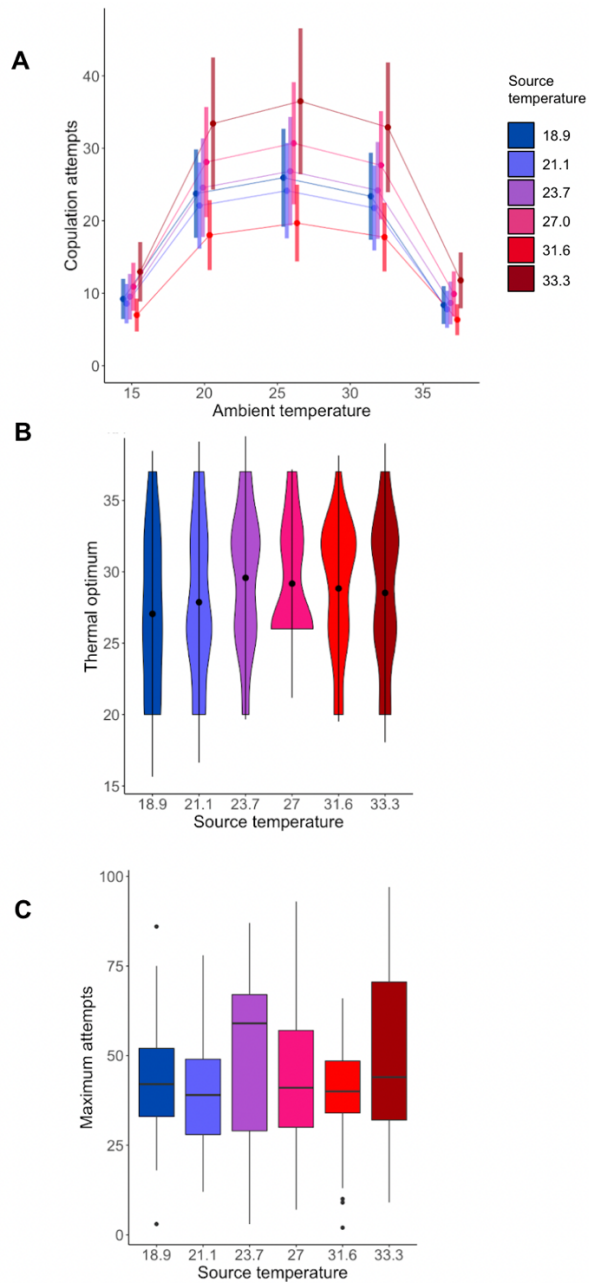 A
Copulation attempts
40
30
20
10
0
15 20 25 30 35
Ambient temperature
Source
temperature
18.9
21.1
23.7
27.0
31.6
33.3
B
Thermal optimum
35
30
25
20
15
18.9 21.1 23.7 27 31.6 33.3
Source temperature
C
Maximum attempts
100
75
50
25
0
18.9 21.1 23.7 27 31.6 33.3
Source temperature